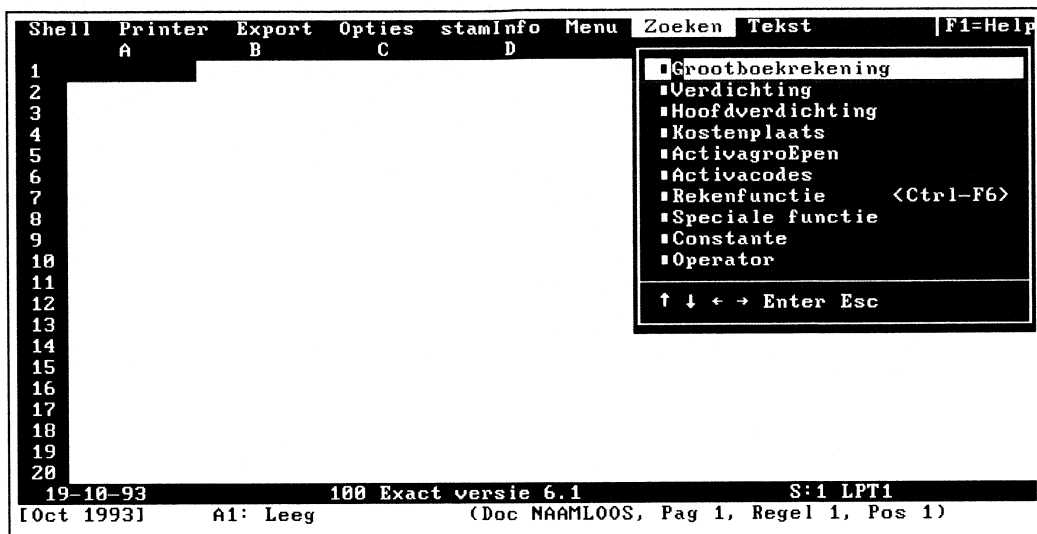 Shell Printer Export Opties stamInfo Menu Zoeken Tekst |F1=Help
A B C D
1
2
3
4
5
6
7
8
9
10
11
12
13
14
15
16
17
18
19
20
Grootboekrekening
Verdichting
Hoofdverdichting
Kostenplaats
ActivagroEpen
Activacodes
Rekenfunctie <Ctrl-F6>
Speciale functie
Constante
Operator
↑ ↓ ← → Enter Esc
19-10-93 100 Exact versie 6.1 S:1 LPT1
[Oct 1993] A1: Leeg (Doc NAAMLOOS, Pag 1, Regel 1, Pos 1)